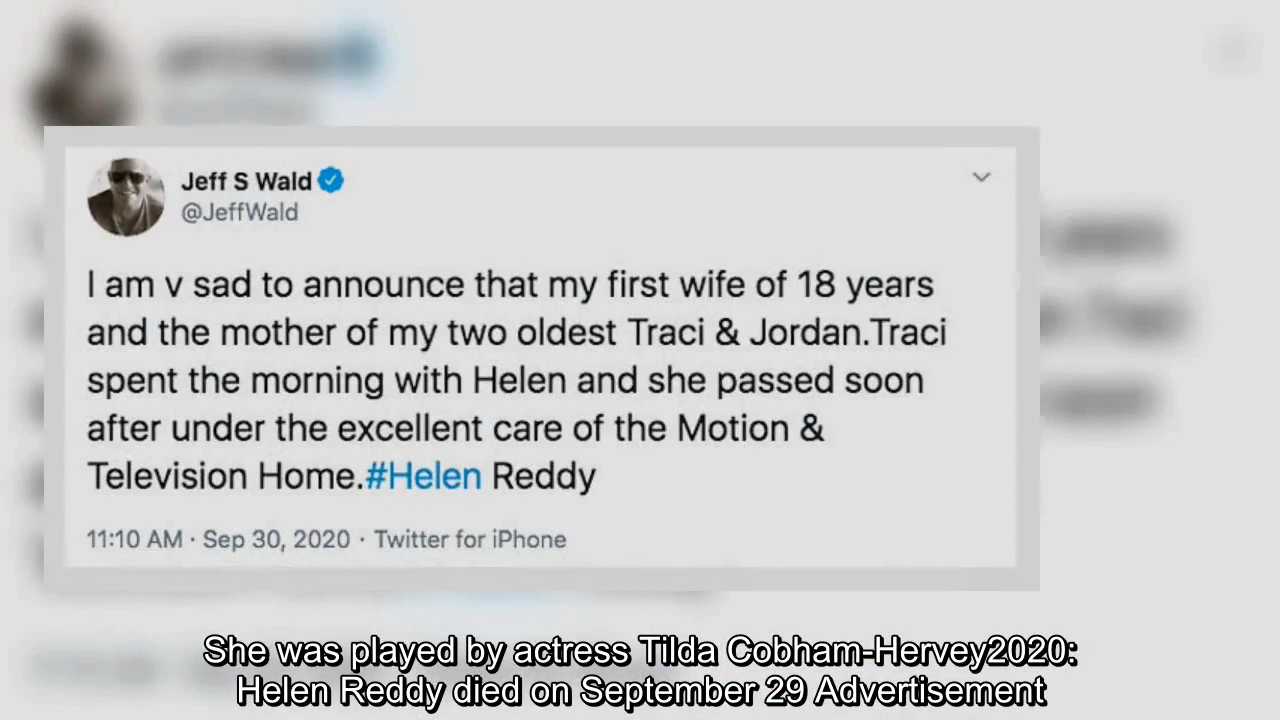 Jeff S Wald
@JeffWald
I am v sad to announce that my first wife of 18 years
and the mother of my two oldest Traci & Jordan.Traci
spent the morning with Helen and she passed soon
after under the excellent care of the Motion &
Television Home.#Helen Reddy
11:10 AM · Sep 30, 2020 · Twitter for iPhone
She was played by actress Tilda Cobham-Hervey2020:
Helen Reddy died on September 29 Advertisement